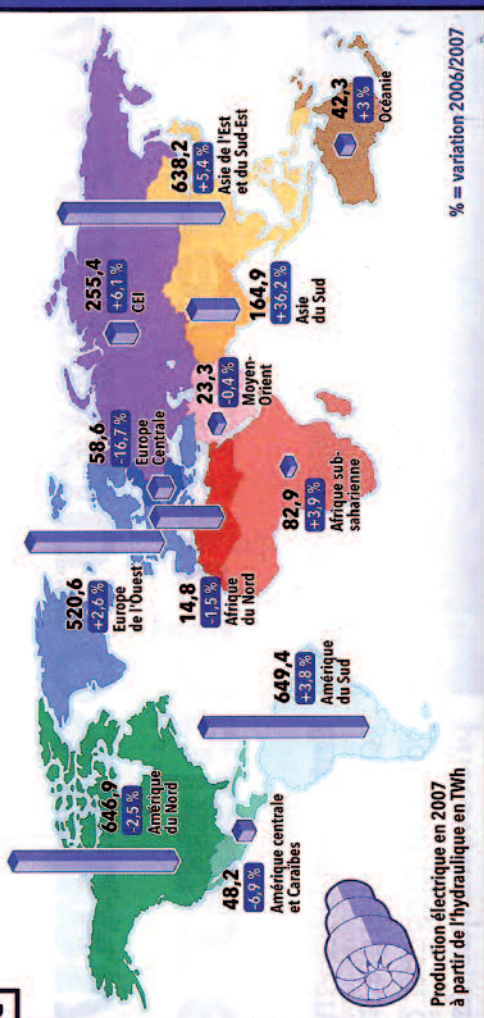 646,9
-2,5 %
Amérique
du Nord
48,2
-6,9 %
Amérique centrale
et Caraïbes
649,4
+3,8 %
Amérique
du Sud
520,6
+2,6 %
Europe
de l'Ouest
58,6
-16,7 %
Europe
Centrale
255,4
+6,1 %
CEI
638,2
+5,4 %
Asie de l'Est
et du Sud-Est
14,8
-1,5 %
Afrique
du Nord
23,3
-0,4 %
Moyen-
Orient
164,9
+36,2 %
Asie
du Sud
82,9
+3,9 %
Afrique sub-
saharienne
42,3
+3 %
Océanie
Production électrique en 2007
à partir de l'hydraulique en TWh
% = variation 2006/2007